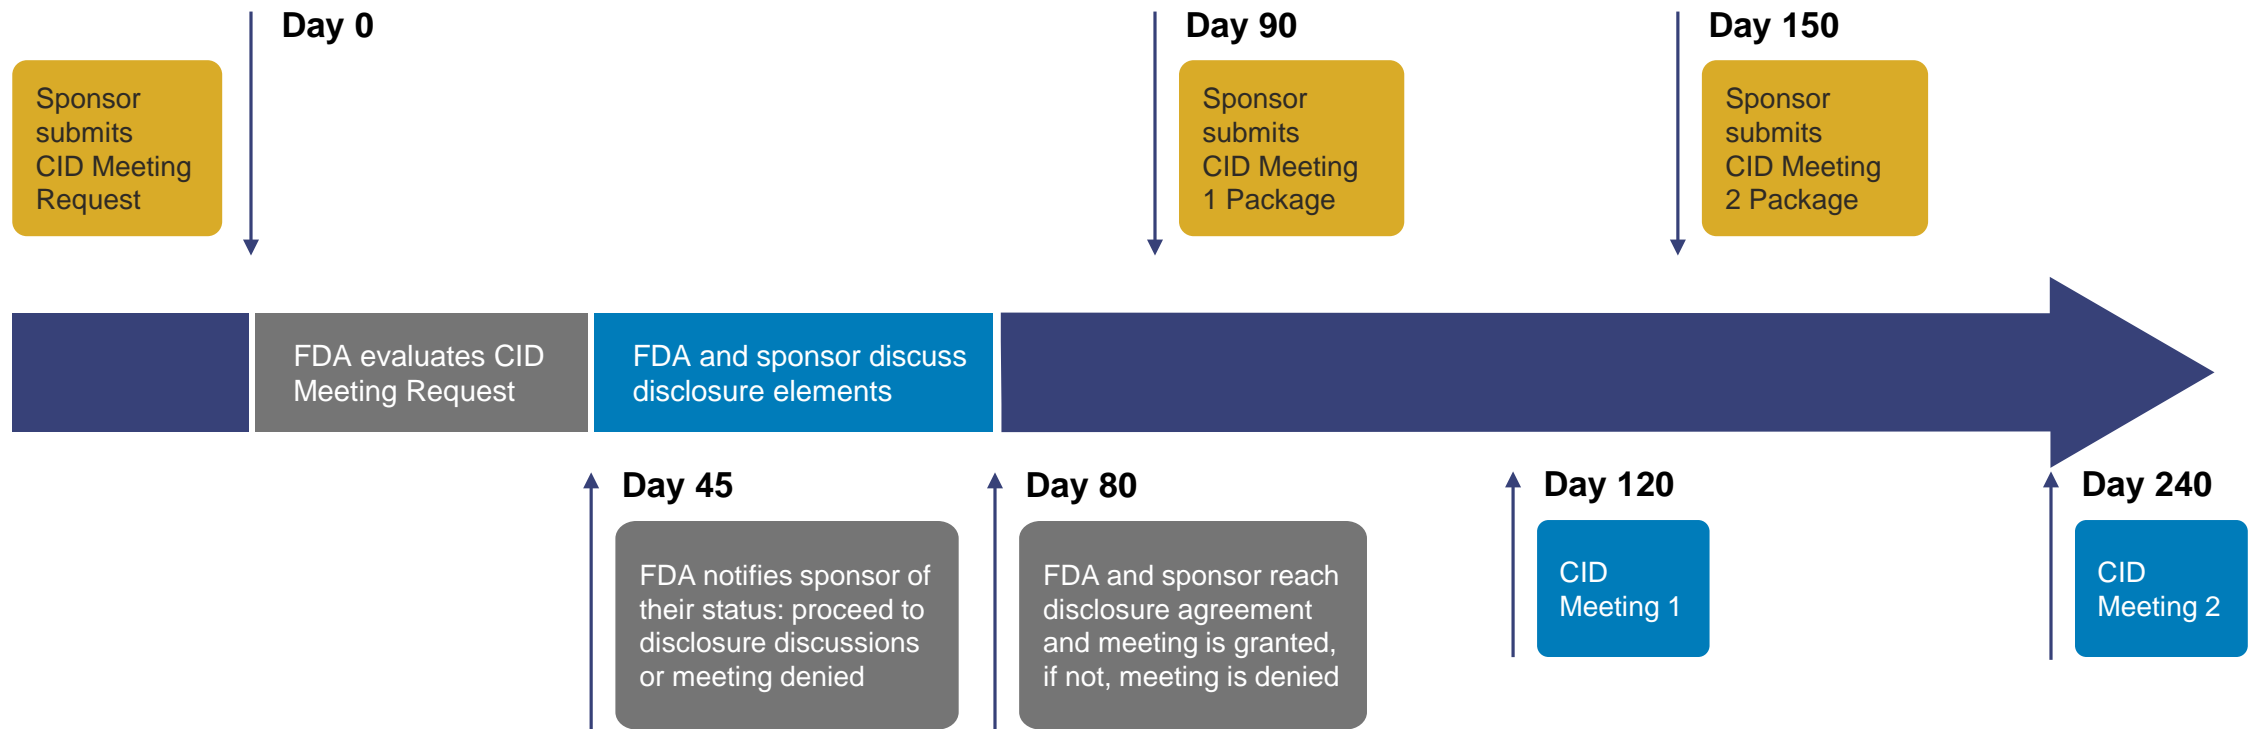 Day 0
Sponsor
submits
CID Meeting
Request
Day 90
Sponsor
submits
CID Meeting
1 Package
Day 150
Sponsor
submits
CID Meeting
2 Package
FDA evaluates CID
Meeting Request
FDA and sponsor discuss
disclosure elements
Day 45
FDA notifies sponsor of
their status: proceed to
disclosure discussions
or meeting denied
Day 80
FDA and sponsor reach
disclosure agreement
and meeting is granted,
if not, meeting is denied
Day 120
CID
Meeting 1
Day 240
CID
Meeting 2